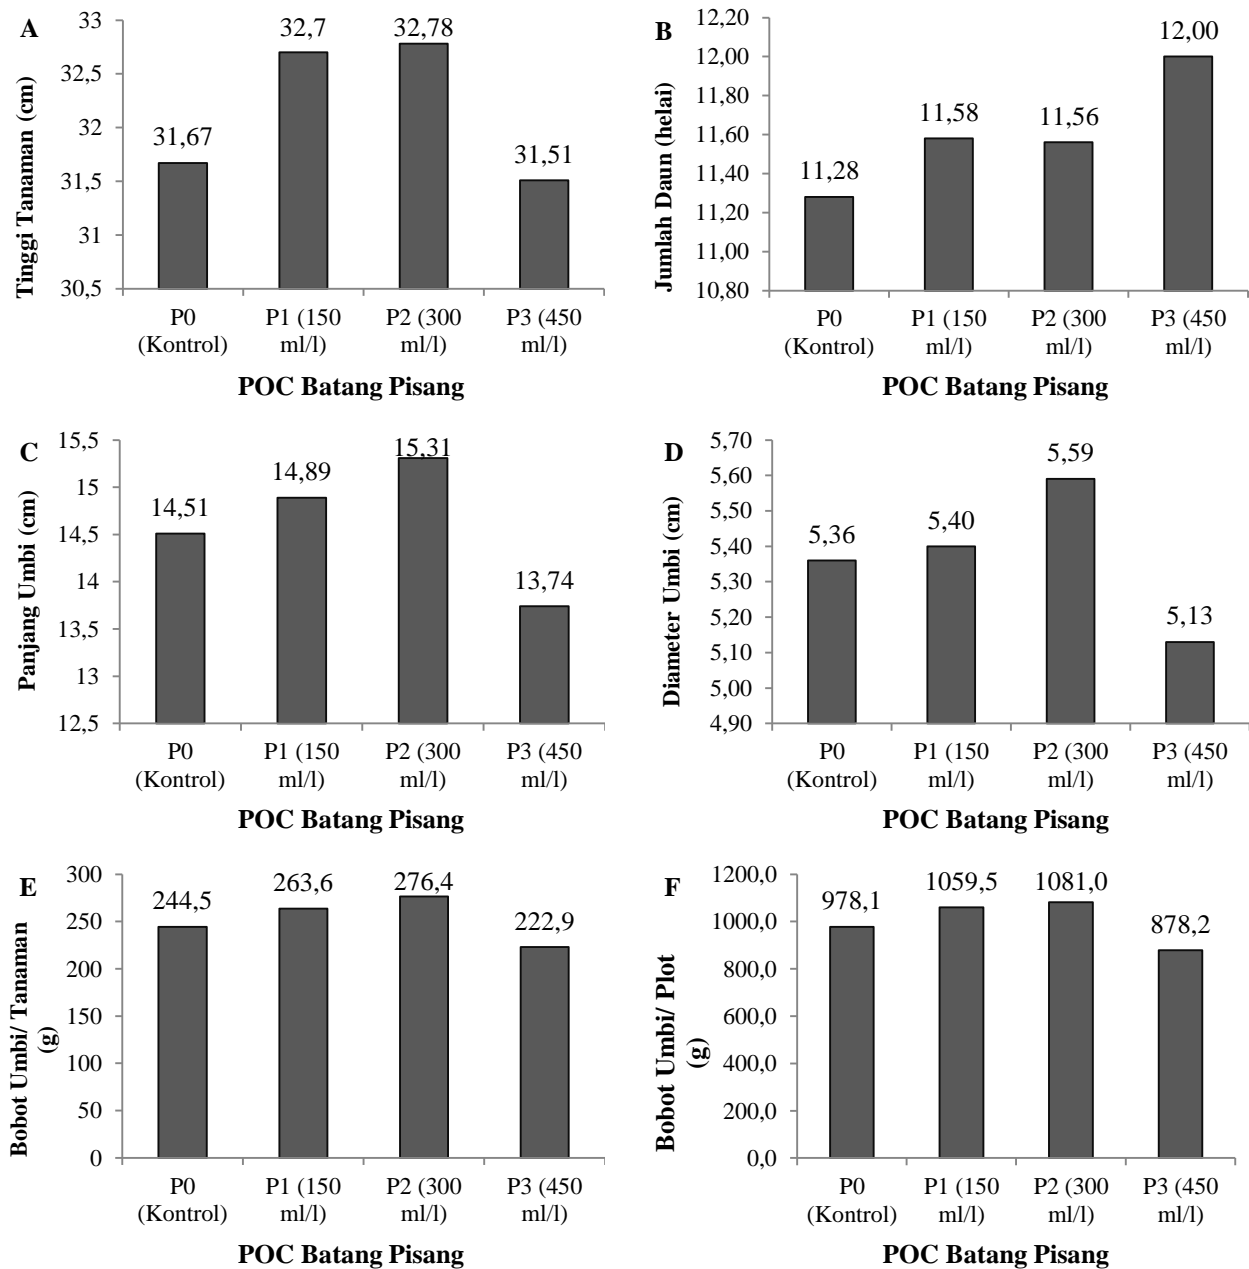 A
Tinggi Tanaman (cm)
33
32,5
32
31,5
31
30,5
31,67
32,7
32,78
31,51
P0
(Kontrol)
P1 (150
ml/l)
P2 (300
ml/l)
P3 (450
ml/l)
POC Batang Pisang
B
Jumlah Daun (helai)
12,20
12,00
11,80
11,60
11,40
11,20
11,00
10,80
11,28
11,58
11,56
12,00
P0
(Kontrol)
P1 (150
ml/l)
P2 (300
ml/l)
P3 (450
ml/l)
POC Batang Pisang
C
Panjang Umbi (cm)
15,5
15
14,5
14
13,5
13
12,5
14,51
14,89
15,31
13,74
P0
(Kontrol)
P1 (150
ml/l)
P2 (300
ml/l)
P3 (450
ml/l)
POC Batang Pisang
D
Diameter Umbi (cm)
5,70
5,60
5,50
5,40
5,30
5,20
5,10
5,00
4,90
5,36
5,40
5,59
5,13
P0
(Kontrol)
P1 (150
ml/l)
P2 (300
ml/l)
P3 (450
ml/l)
POC Batang Pisang
E
Bobot Umbi/ Tanaman
(g)
300
250
200
150
100
50
0
244,5
263,6
276,4
222,9
P0
(Kontrol)
P1 (150
ml/l)
P2 (300
ml/l)
P3 (450
ml/l)
POC Batang Pisang
F
Bobot Umbi/ Plot
(g)
1200,0
1000,0
800,0
600,0
400,0
200,0
0,0
978,1
1059,5
1081,0
878,2
P0
(Kontrol)
P1 (150
ml/l)
P2 (300
ml/l)
P3 (450
ml/l)
POC Batang Pisang